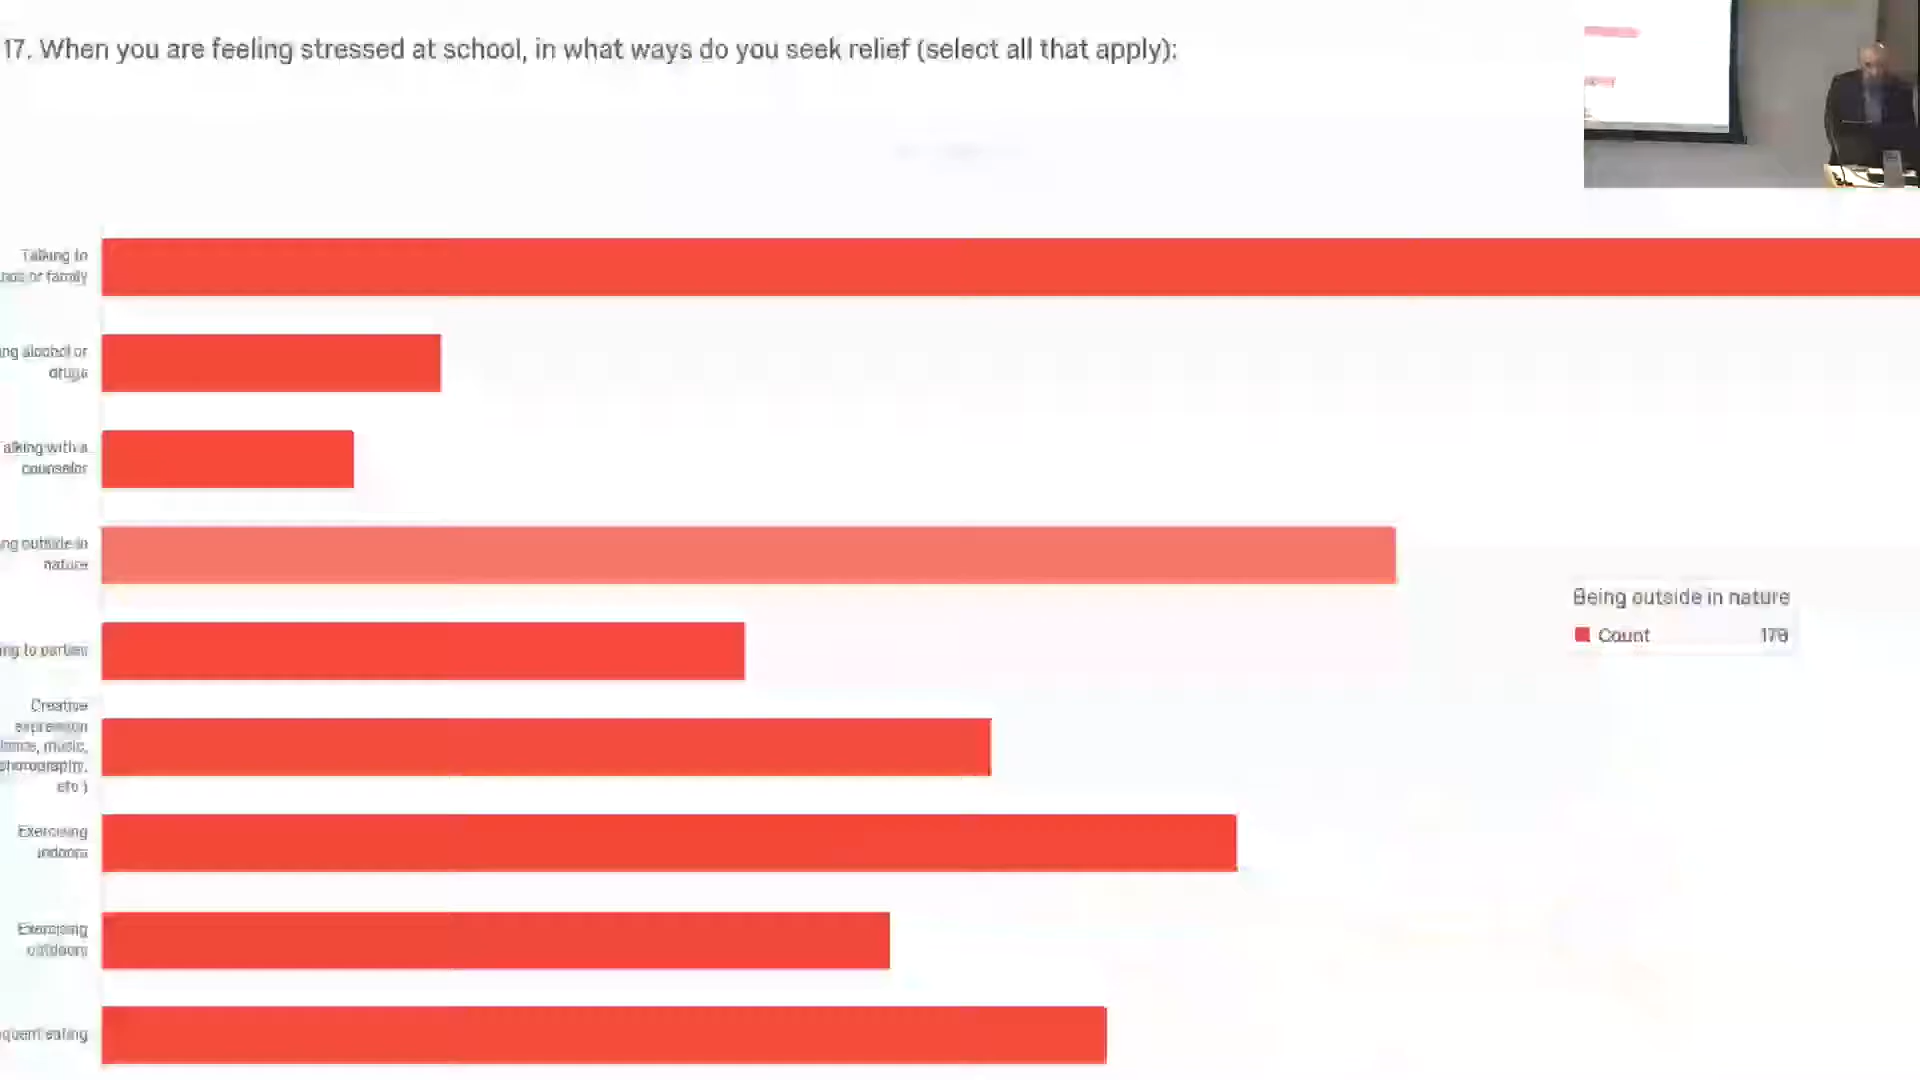 17. When you are feeling stressed at school, in what ways do you seek relief (select all that apply):
Talking to
or family
alcohol or
drugs
with a
counselor
outside in
nature
Being outside in nature
Count
to parties
Creative
expression
music,
etc.)
Exercising
indoors
Exercising
outdoors
eating